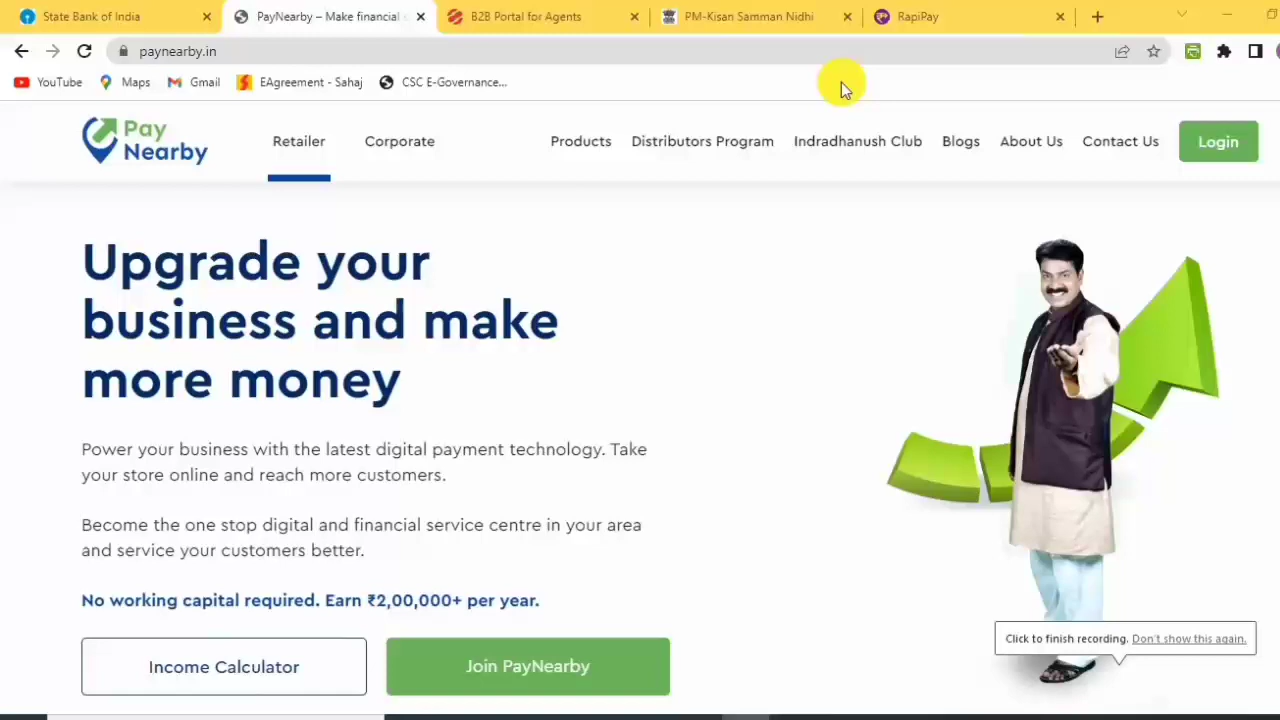 State Bank of India
PayNearby – Make financial
B2B Portal for Agents
PM-Kisan Samman Nidhi
RapiPay
paynearby.in
YouTube
Maps
Gmail
EAgreement - Sahaj
CSC E-Governance...
Pay
Nearby
Retailer
Corporate
Products
Distributors Program
Indradhanush Club
Blogs
About Us
Contact Us
Login
Upgrade your
business and make
more money
Power your business with the latest digital payment technology. Take
your store online and reach more customers.
Become the one stop digital and financial service centre in your area
and service your customers better.
No working capital required. Earn ₹2,00,000+ per year.
Income Calculator
Join PayNearby
Click to finish recording. Don't show this again.